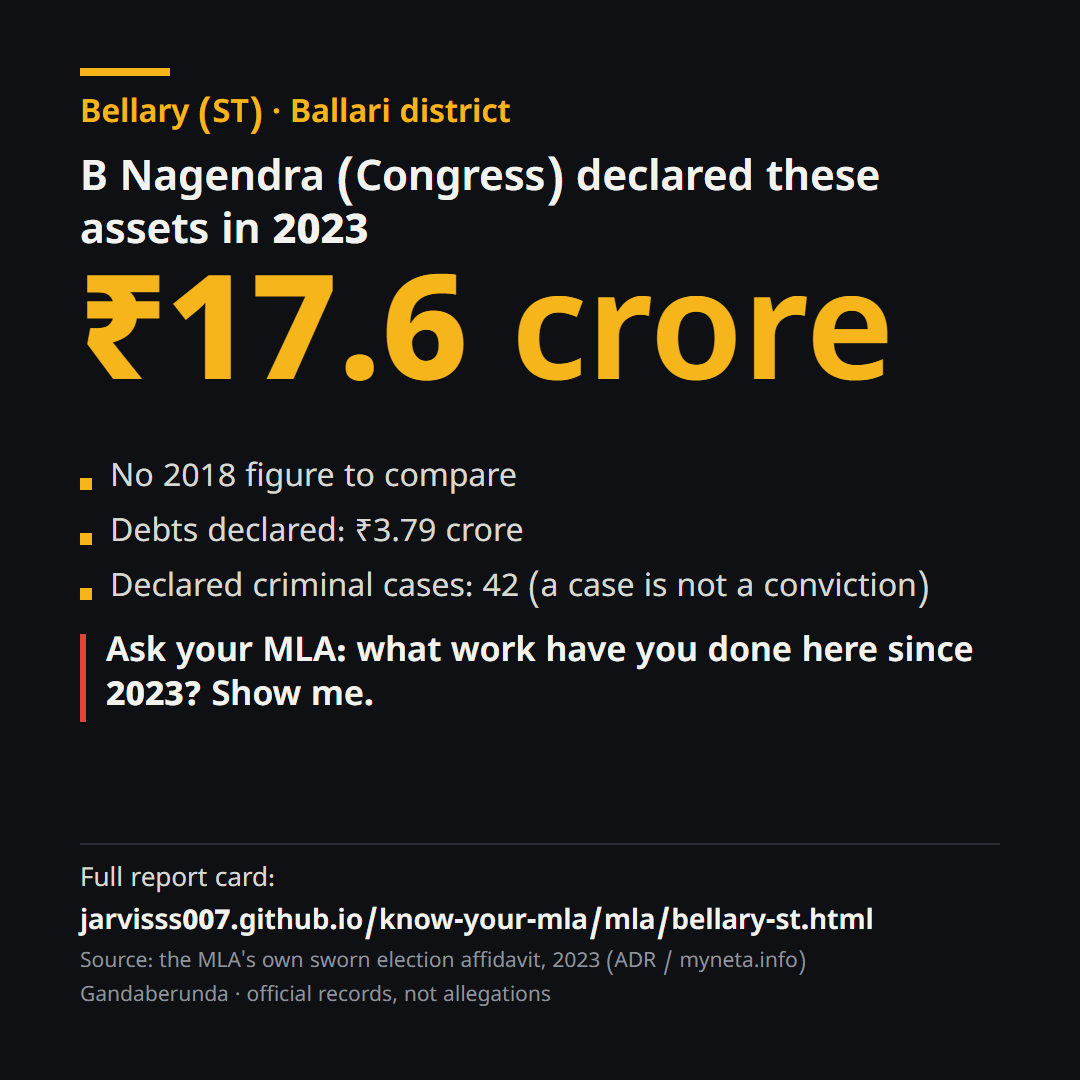 Bellary (ST) · Ballari district
B Nagendra (Congress) declared these
assets in 2023
₹17.6 crore
No 2018 figure to compare
Debts declared: ₹3.79 crore
Declared criminal cases: 42 (a case is not a conviction)
Ask your MLA: what work have you done here since
2023? Show me.
Full report card:
jarvisss007.github.io/know-your-mla/mla/bellary-st.html
Source: the MLA's own sworn election affidavit, 2023 (ADR / myneta.info)
Gandaberunda · official records, not allegations